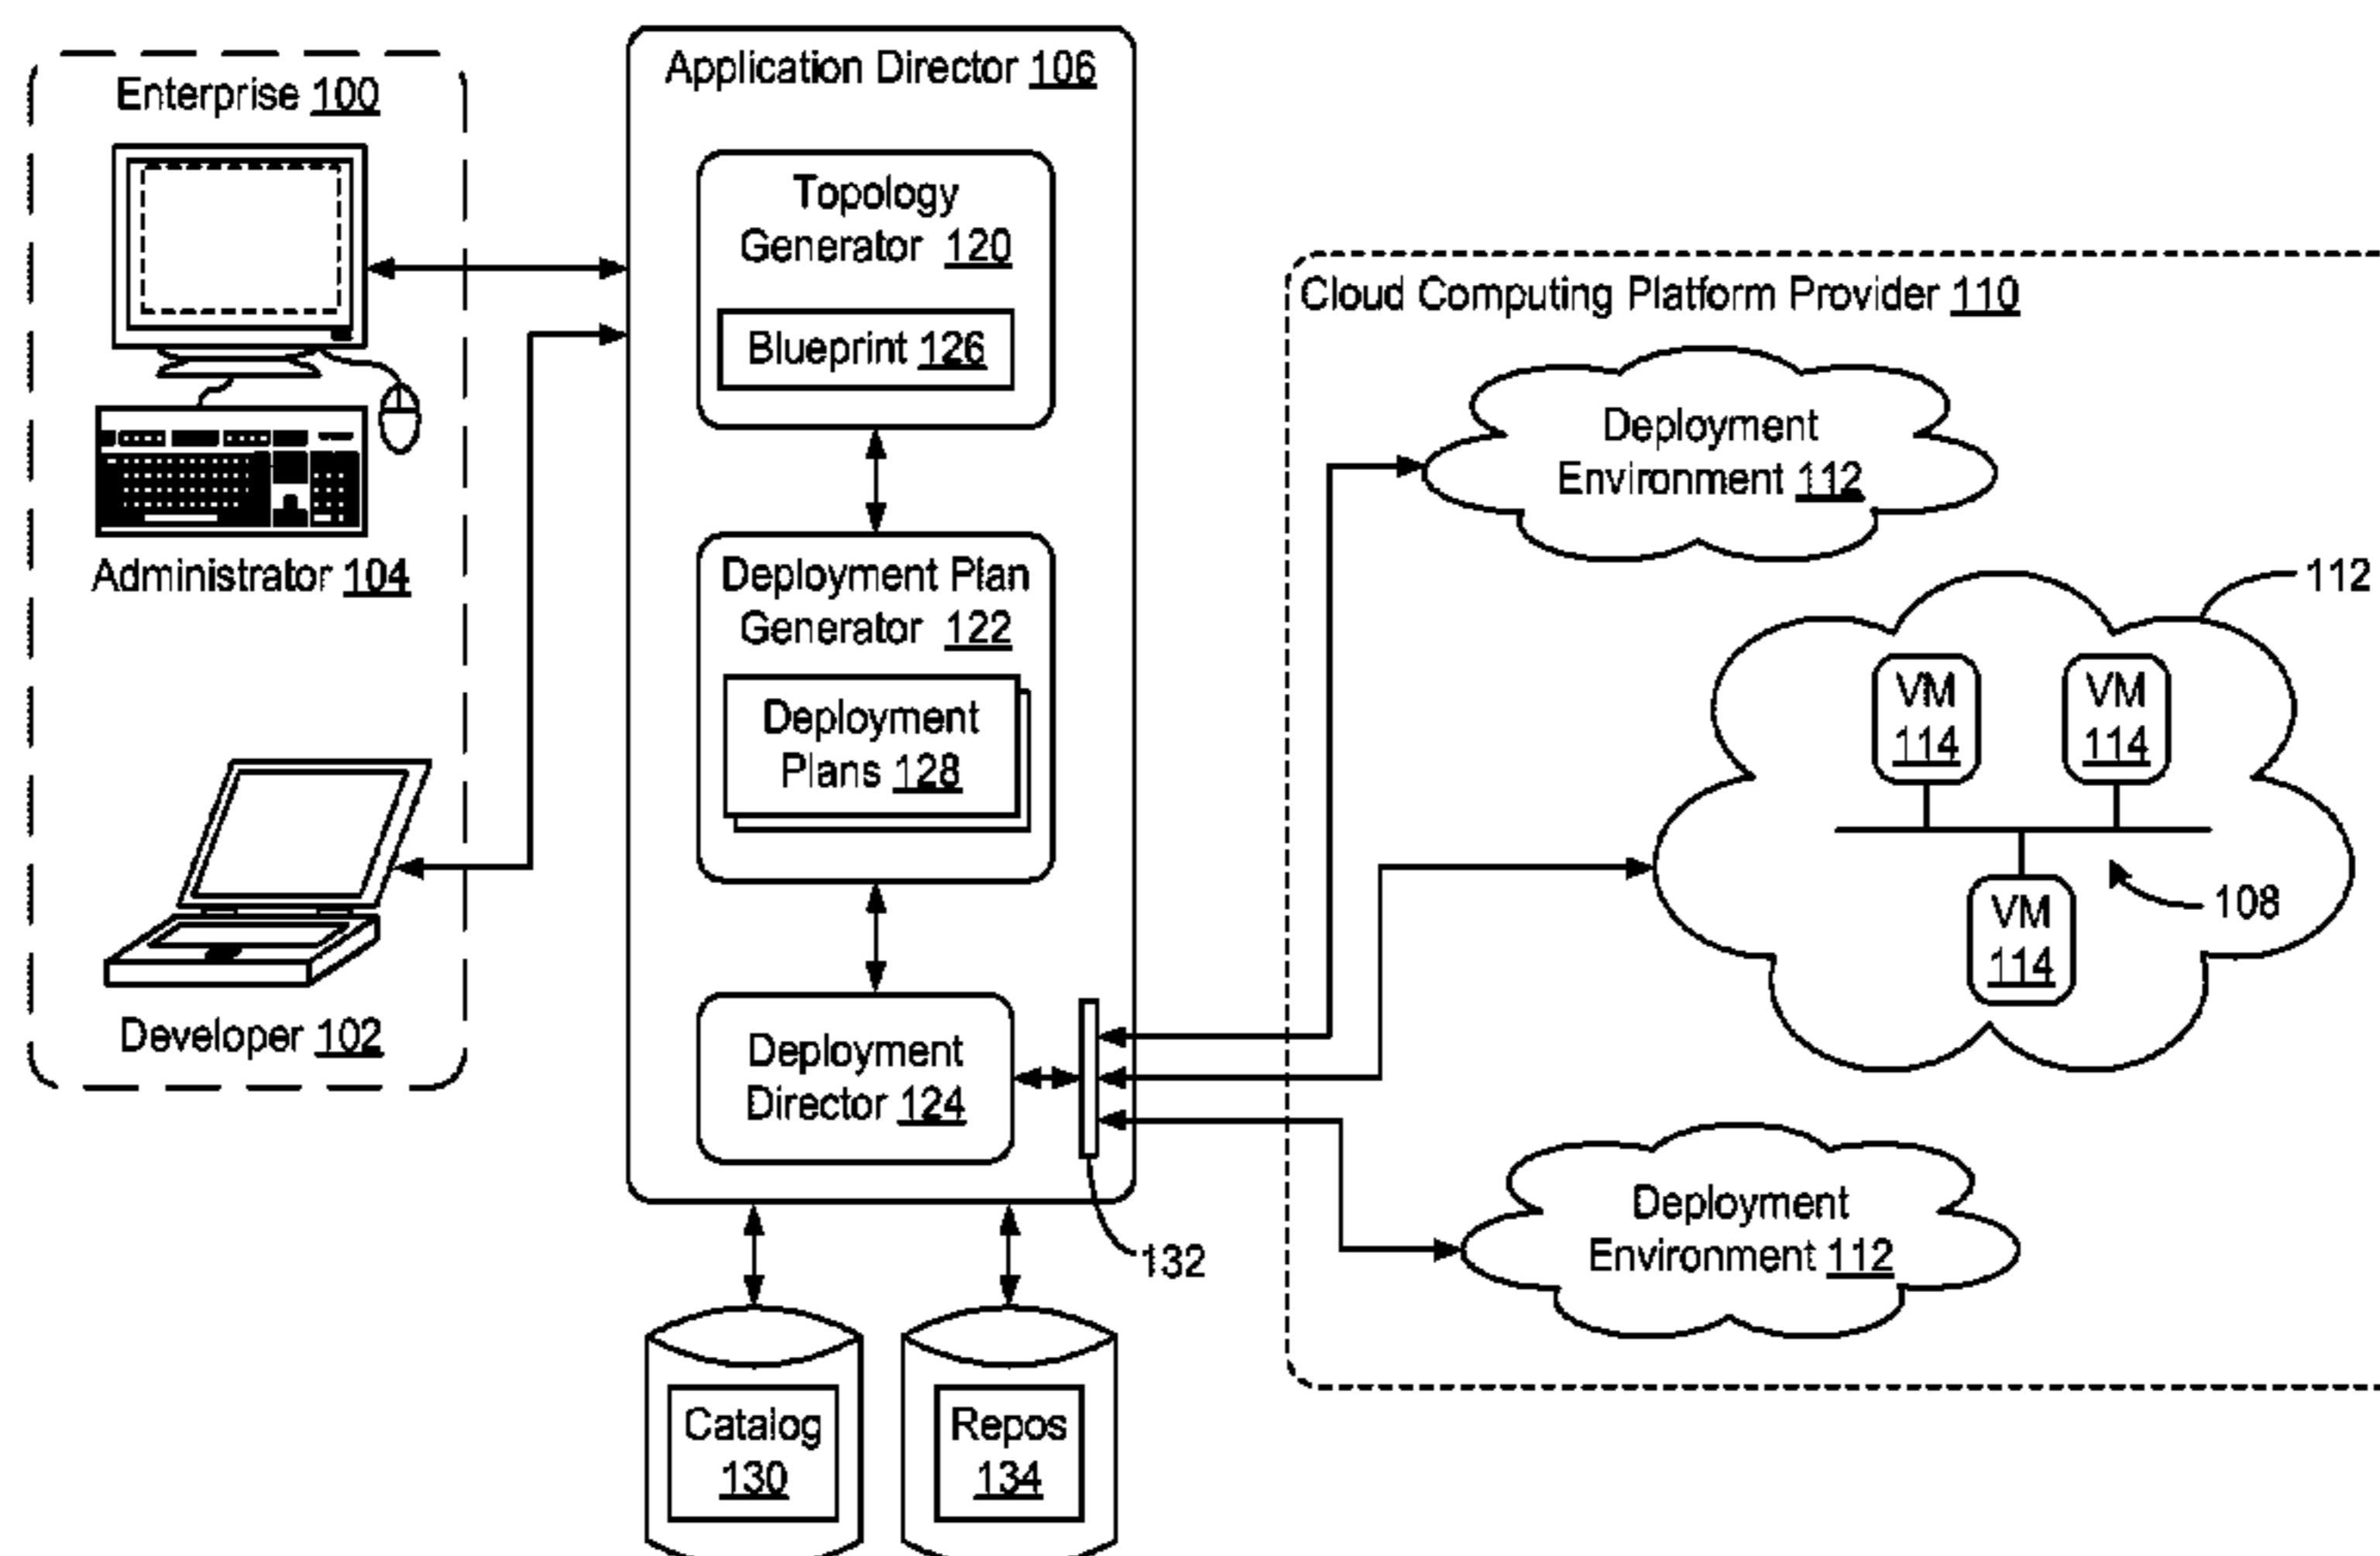 Enterprise 100
Administrator 104
Developer 102
Application Director 106
Topology
Generator 120
Blueprint 126
Deployment Plan
Generator 122
Deployment
Plans 128
Deployment
Director 124
132
Catalog
130
Repos
134
Cloud Computing Platform Provider 110
Deployment
Environment 112
112
VM
114
VM
114
VM
114
108
Deployment
Environment 112